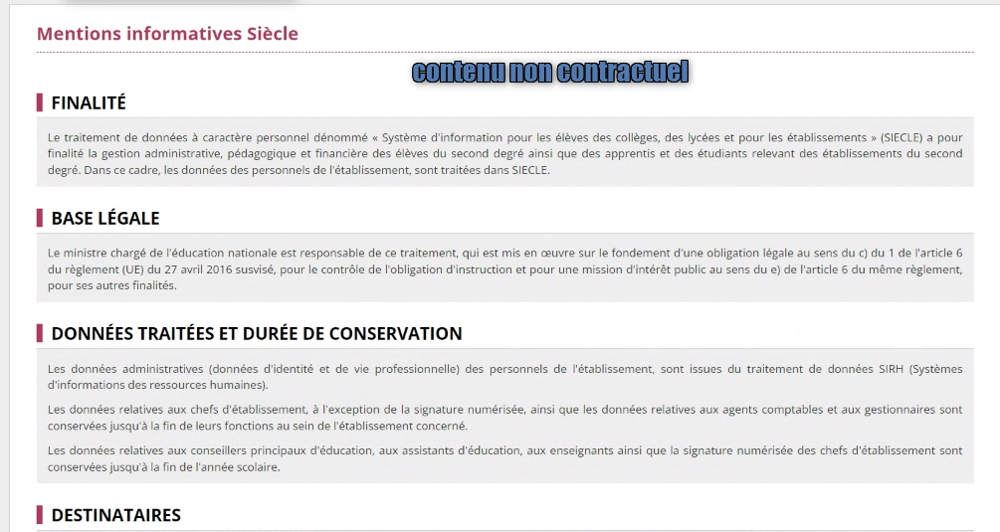 Mentions informatives Siècle
contenu non contractuel
FINALITÉ
Le traitement de données à caractère personnel dénommé « Système d'information pour les élèves des collèges, des lycées et pour les établissements » (SIECLE) a pour
finalité la gestion administrative, pédagogique et financière des élèves du second degré ainsi que des apprentis et des étudiants relevant des établissements du second
degré. Dans ce cadre, les données des personnels de l'établissement, sont traitées dans SIECLE.
BASE LÉGALE
Le ministre chargé de l'éducation nationale est responsable de ce traitement, qui est mis en œuvre sur le fondement d'une obligation légale au sens du c) du 1 de l'article 6
du règlement (UE) du 27 avril 2016 susvisé, pour le contrôle de l'obligation d'instruction et pour une mission d'intérêt public au sens du e) de l'article 6 du même règlement,
pour ses autres finalités.
DONNÉES TRAITÉES ET DURÉE DE CONSERVATION
Les données administratives (données d'identité et de vie professionnelle) des personnels de l'établissement, sont issues du traitement de données SIRH (Systèmes
d'informations des ressources humaines).
Les données relatives aux chefs d'établissement, à l'exception de la signature numérisée, ainsi que les données relatives aux agents comptables et aux gestionnaires sont
conservées jusqu'à la fin de leurs fonctions au sein de l'établissement concerné.
Les données relatives aux conseillers principaux d'éducation, aux assistants d'éducation, aux enseignants ainsi que la signature numérisée des chefs d'établissement sont
conservées jusqu'à la fin de l'année scolaire.
DESTINATAIRES